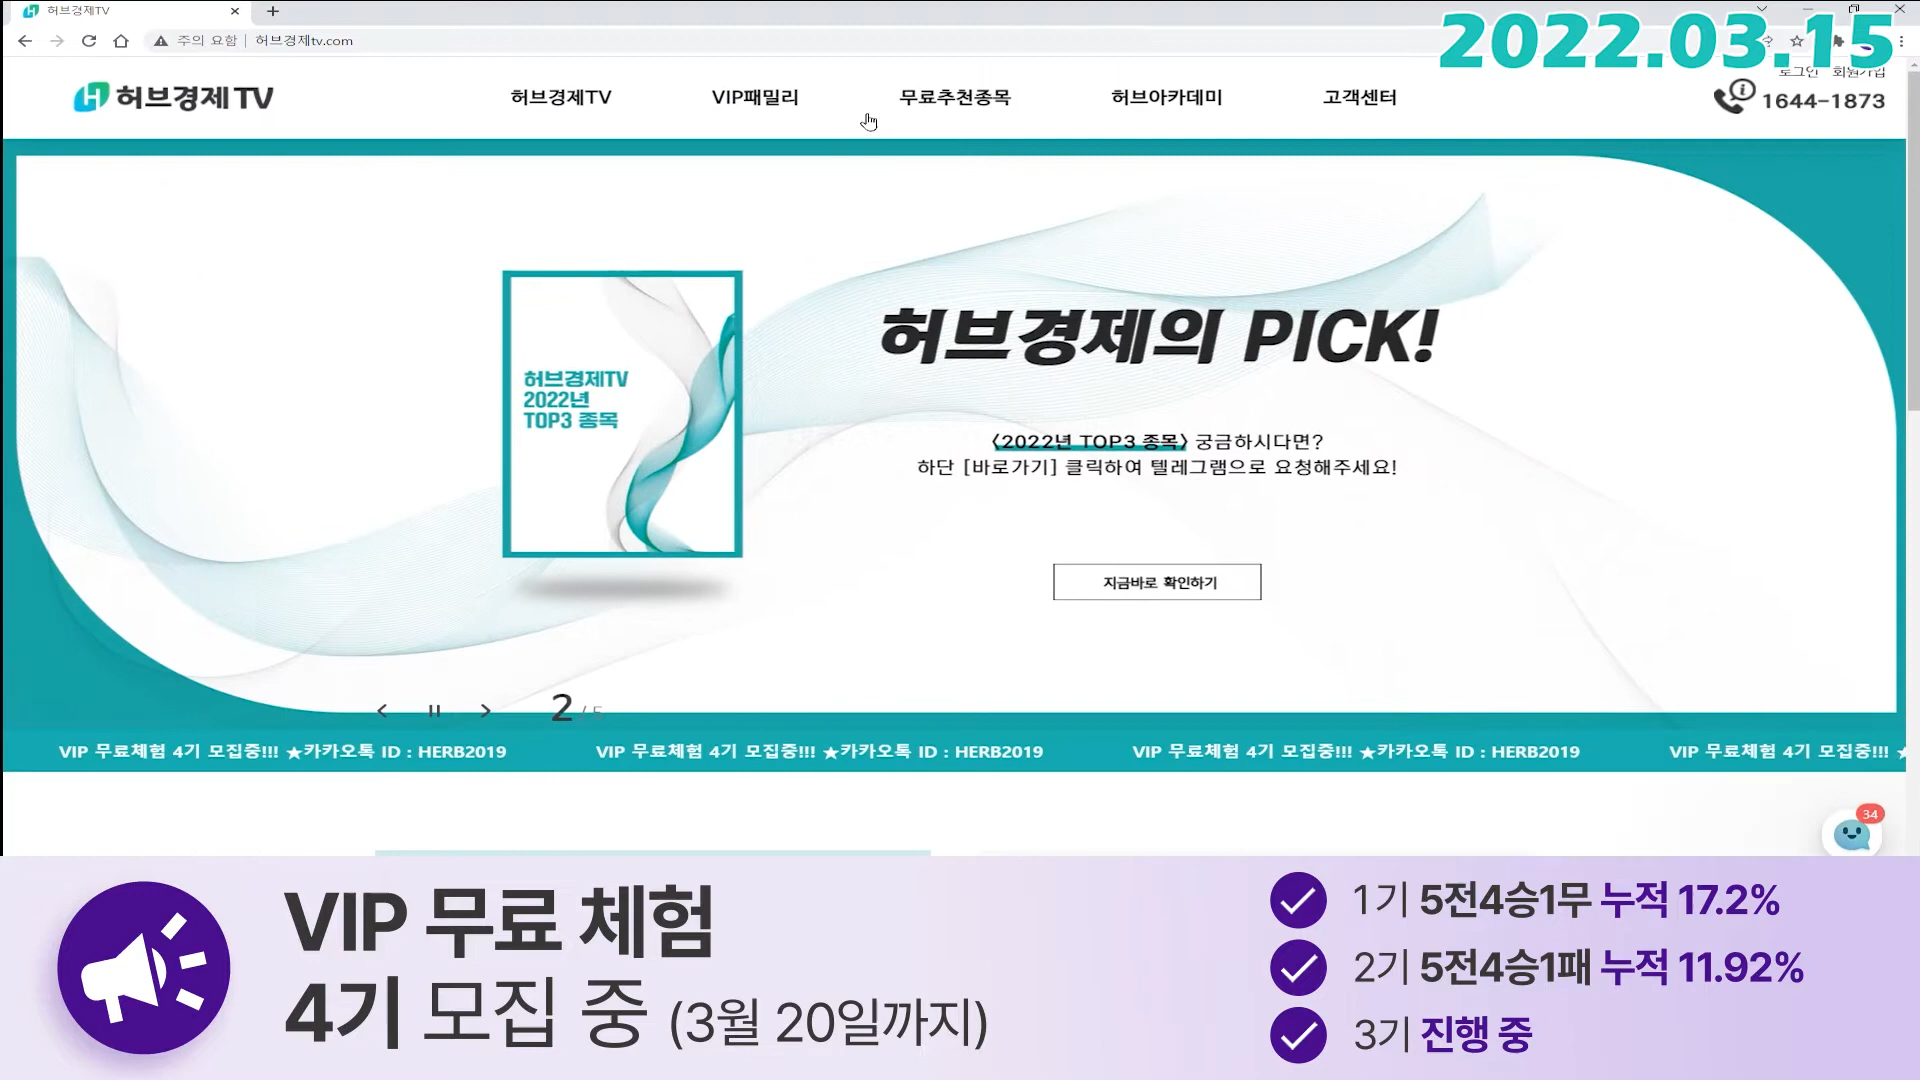 허브경제TV
주의 요함 | 허브경제tv.com
2022.03.15
로그인 회원가입
허브경제TV
허브경제TV VIP패밀리 무료추천종목 허브아카데미 고객센터
1644-1873
허브경제TV
2022년
TOP3 종목
허브경제의 PICK!
<2022년 TOP3 종목> 궁금하시다면?
하단 [바로가기] 클릭하여 텔레그램으로 요청해주세요!
지금바로 확인하기
2 / 5
VIP 무료체험 4기 모집중!!! ★카카오톡 ID : HERB2019 VIP 무료체험 4기 모집중!!! ★카카오톡 ID : HERB2019 VIP 무료체험 4기 모집중!!! ★카카오톡 ID : HERB2019 VIP 무료체험 4기 모집중!!! ★
34
VIP 무료 체험
4기 모집 중 (3월 20일까지)
1기 5전4승1무 누적 17.2%
2기 5전4승1패 누적 11.92%
3기 진행 중